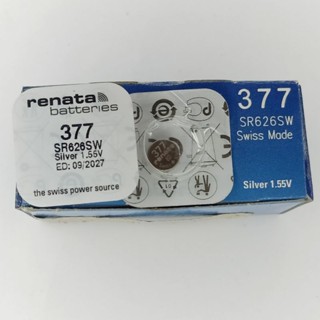 renata
batteries
377
SR626SW
Silver 1.55V
ED: 09/2027
the swiss power source
377
377
SR626SW
Swiss Made
Silver 1.55V